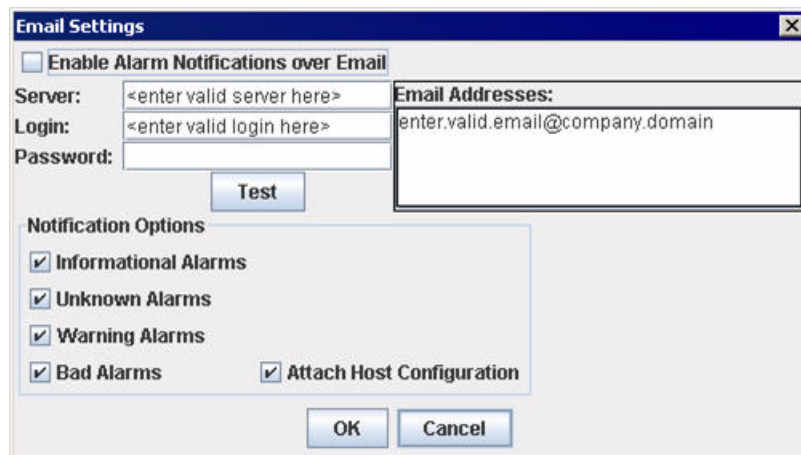 Email Settings
Enable Alarm Notifications over Email
Server: <enter valid server here>
Login: <enter valid login here>
Password:
Test
Email Addresses:
enter.valid.email@company.domain
Notification Options
Informational Alarms
Unknown Alarms
Warning Alarms
Bad Alarms Attach Host Configuration
OK Cancel